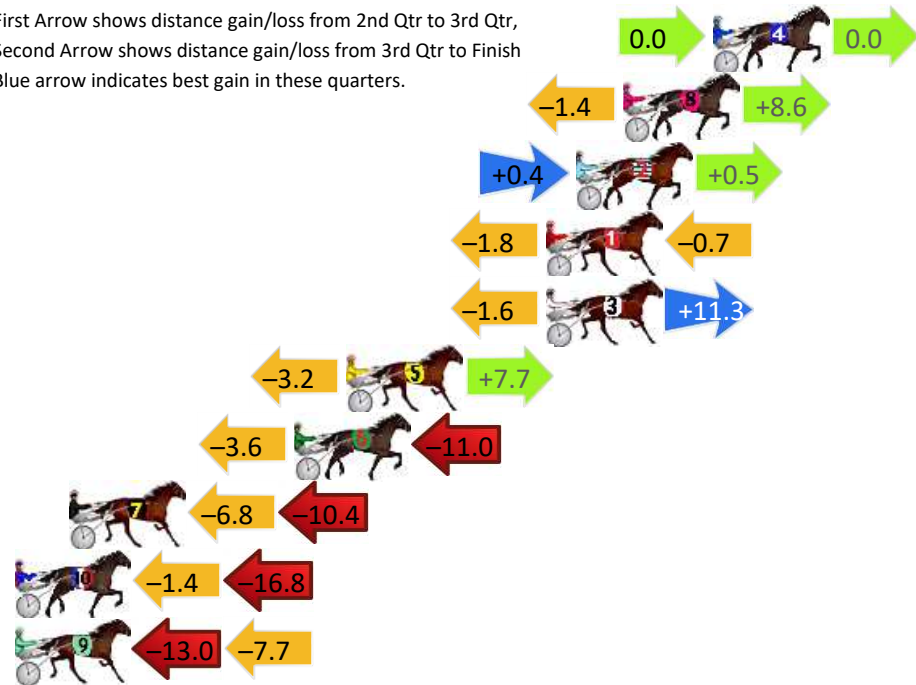 First Arrow shows distance gain/loss from 2nd Qtr to 3rd Qtr,
Second Arrow shows distance gain/loss from 3rd Qtr to Finish
Blue arrow indicates best gain in these quarters.
0.0 4 0.0
–1.4 8 +8.6
+0.4 2 +0.5
–1.8 1 –0.7
–1.6 3 +11.3
–3.2 5 +7.7
–3.6 6 –11.0
7 –6.8 –10.4
10 –1.4 –16.8
9 –13.0 –7.7